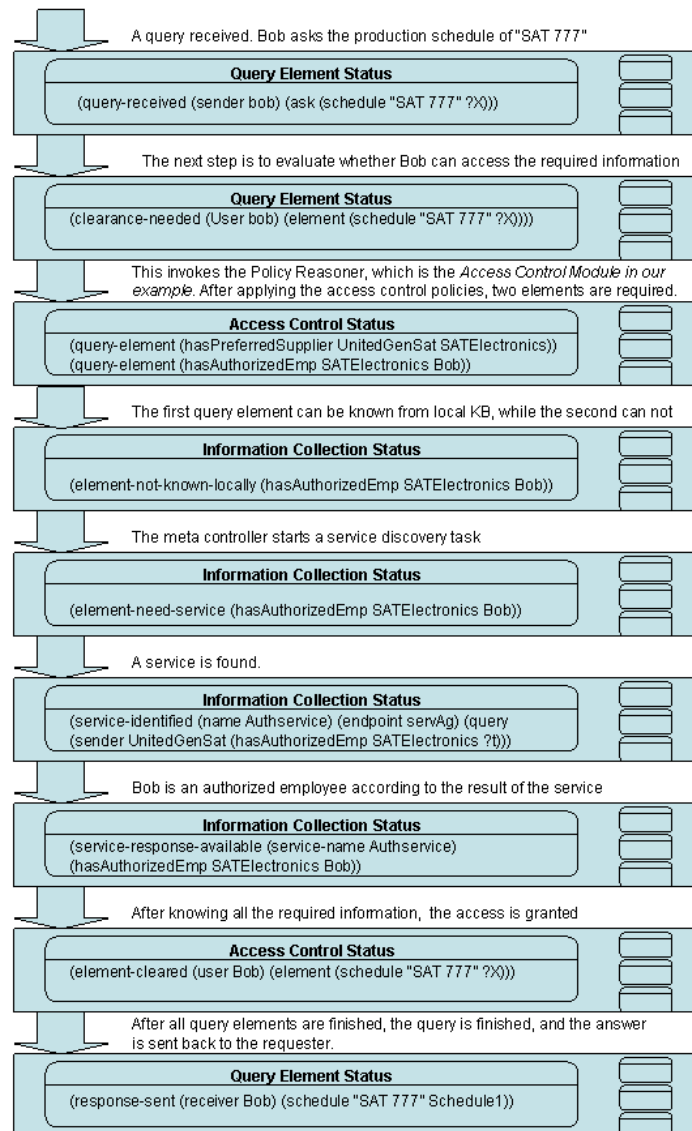 A query received. Bob asks the production schedule of "SAT 777"
Query Element Status
(query-received (sender bob) (ask (schedule "SAT 777" ?X)))
The next step is to evaluate whether Bob can access the required information
Query Element Status
(clearance-needed (User bob) (element (schedule "SAT 777" ?X))))
This invokes the Policy Reasoner, which is the Access Control Module in our
example. After applying the access control policies, two elements are required.
Access Control Status
(query-element (hasPreferredSupplier UnitedGenSat SATElectronics))
(query-element (hasAuthorizedEmp SATElectronics Bob))
The first query element can be known from local KB, while the second can not
Information Collection Status
(element-not-known-locally (hasAuthorizedEmp SATElectronics Bob))
The meta controller starts a service discovery task
Information Collection Status
(element-need-service (hasAuthorizedEmp SATElectronics Bob))
A service is found.
Information Collection Status
(service-identified (name Authservice) (endpoint servAg) (query
(sender UnitedGenSat (hasAuthorizedEmp SATElectronics ?t)))
Bob is an authorized employee according to the result of the service
Information Collection Status
(service-response-available (service-name Authservice)
(hasAuthorizedEmp SATElectronics Bob))
After knowing all the required information, the access is granted
Access Control Status
(element-cleared (user Bob) (element (schedule "SAT 777" ?X)))
After all query elements are finished, the query is finished, and the answer
is sent back to the requester.
Query Element Status
(response-sent (receiver Bob) (schedule "SAT 777" Schedule1))